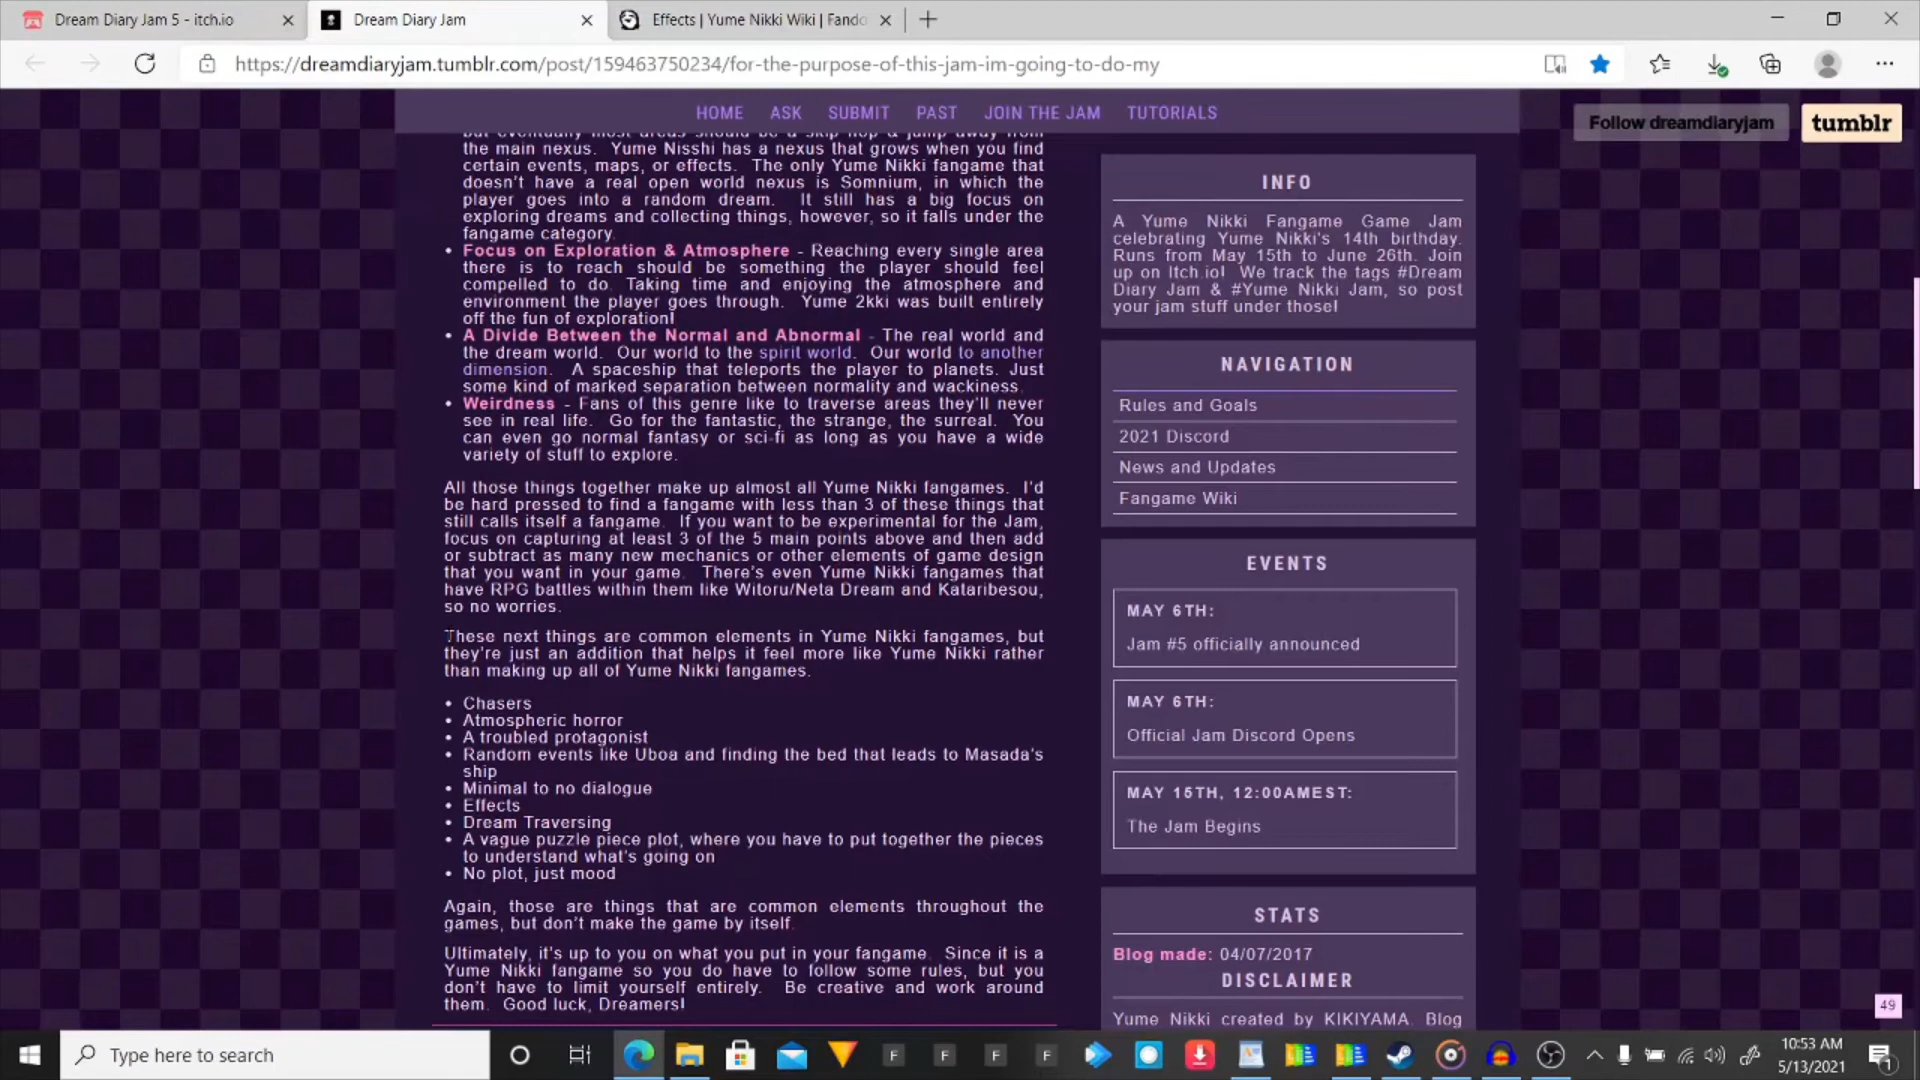 Dream Diary Jam 5 - itch.io
Dream Diary Jam
Effects | Yume Nikki Wiki | Fando
https://dreamdiaryjam.tumblr.com/post/159463750234/for-the-purpose-of-this-jam-im-going-to-do-my
HOME ASK SUBMIT PAST JOIN THE JAM TUTORIALS
Follow dreamdiaryjam
tumblr
but eventually most areas should be a skip hop & jump away from
the main nexus. Yume Nisshi has a nexus that grows when you find
certain events, maps, or effects. The only Yume Nikki fangame that
doesn't have a real open world nexus is Somnium, in which the
player goes into a random dream. It still has a big focus on
exploring dreams and collecting things, however, so it falls under the
fangame category.
• Focus on Exploration & Atmosphere - Reaching every single area
there is to reach should be something the player should feel
compelled to do. Taking time and enjoying the atmosphere and
environment the player goes through. Yume 2kki was built entirely
off the fun of exploration!
• A Divide Between the Normal and Abnormal - The real world and
the dream world. Our world to the spirit world. Our world to another
dimension. A spaceship that teleports the player to planets. Just
some kind of marked separation between normality and wackiness.
• Weirdness - Fans of this genre like to traverse areas they'll never
see in real life. Go for the fantastic, the strange, the surreal. You
can even go normal fantasy or sci-fi as long as you have a wide
variety of stuff to explore.
All those things together make up almost all Yume Nikki fangames. I'd
be hard pressed to find a fangame with less than 3 of these things that
still calls itself a fangame. If you want to be experimental for the Jam,
focus on capturing at least 3 of the 5 main points above and then add
or subtract as many new mechanics or other elements of game design
that you want in your game. There's even Yume Nikki fangames that
have RPG battles within them like Witoru/Neta Dream and Kataribesou,
so no worries.
These next things are common elements in Yume Nikki fangames, but
they're just an addition that helps it feel more like Yume Nikki rather
than making up all of Yume Nikki fangames.
• Chasers
• Atmospheric horror
• A troubled protagonist
• Random events like Uboa and finding the bed that leads to Masada's
ship
• Minimal to no dialogue
• Effects
• Dream Traversing
• A vague puzzle piece plot, where you have to put together the pieces
to understand what's going on
• No plot, just mood
Again, those are things that are common elements throughout the
games, but don't make the game by itself.
Ultimately, it's up to you on what you put in your fangame. Since it is a
Yume Nikki fangame so you do have to follow some rules, but you
don't have to limit yourself entirely. Be creative and work around
them. Good luck, Dreamers!
INFO
A Yume Nikki Fangame Game Jam
celebrating Yume Nikki's 14th birthday.
Runs from May 15th to June 26th. Join
up on Itch.io! We track the tags #Dream
Diary Jam & #Yume Nikki Jam, so post
your jam stuff under those!
NAVIGATION
Rules and Goals
2021 Discord
News and Updates
Fangame Wiki
EVENTS
MAY 6TH:
Jam #5 officially announced
MAY 6TH:
Official Jam Discord Opens
MAY 15TH, 12:00AMEST:
The Jam Begins
STATS
Blog made: 04/07/2017
DISCLAIMER
Yume Nikki created by KIKIYAMA. Blog
49
Type here to search
F F F F
10:53 AM
5/13/2021
1